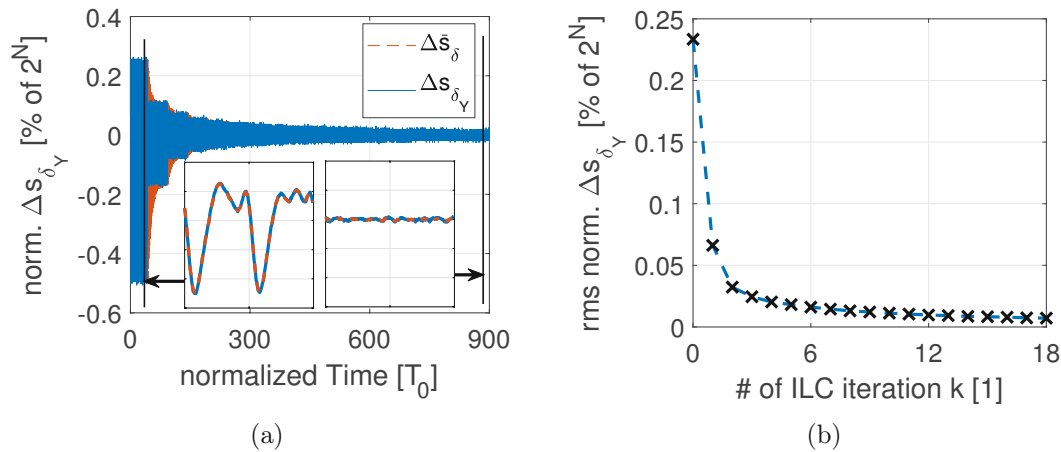 0.4
0.2
0
-0.2
-0.4
-0.6
norm. Δs_{δ_Y} [% of 2^N]
Δs̄_δ
Δs_{δ_Y}
0 300 600 900
normalized Time [T_0]
(a)
0.25
0.20
0.15
0.10
0.05
0
rms norm. Δs_{δ_Y} [% of 2^N]
0 6 12 18
# of ILC iteration k [1]
(b)